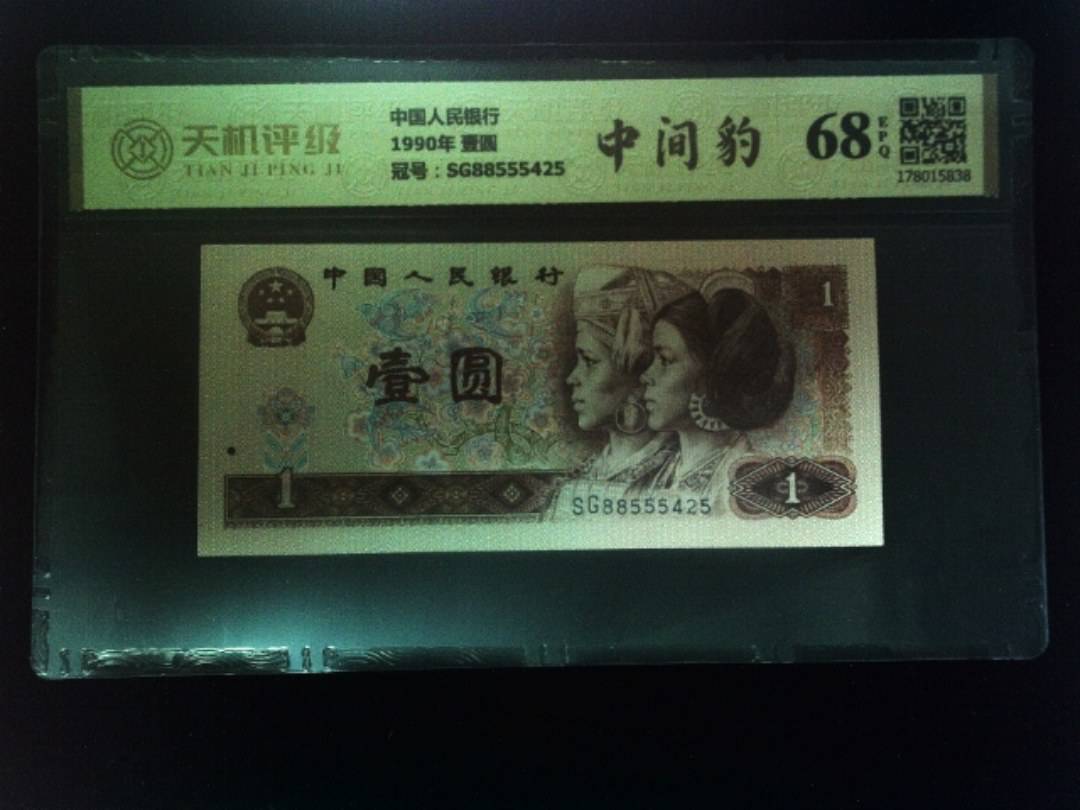 天机评级
TIAN JI PING JI
中国人民银行
1990年 壹圆
冠号：SG88555425
中间豹
68
EPQ
178015838
中国人民银行
1
壹圆
1
SG88555425
1